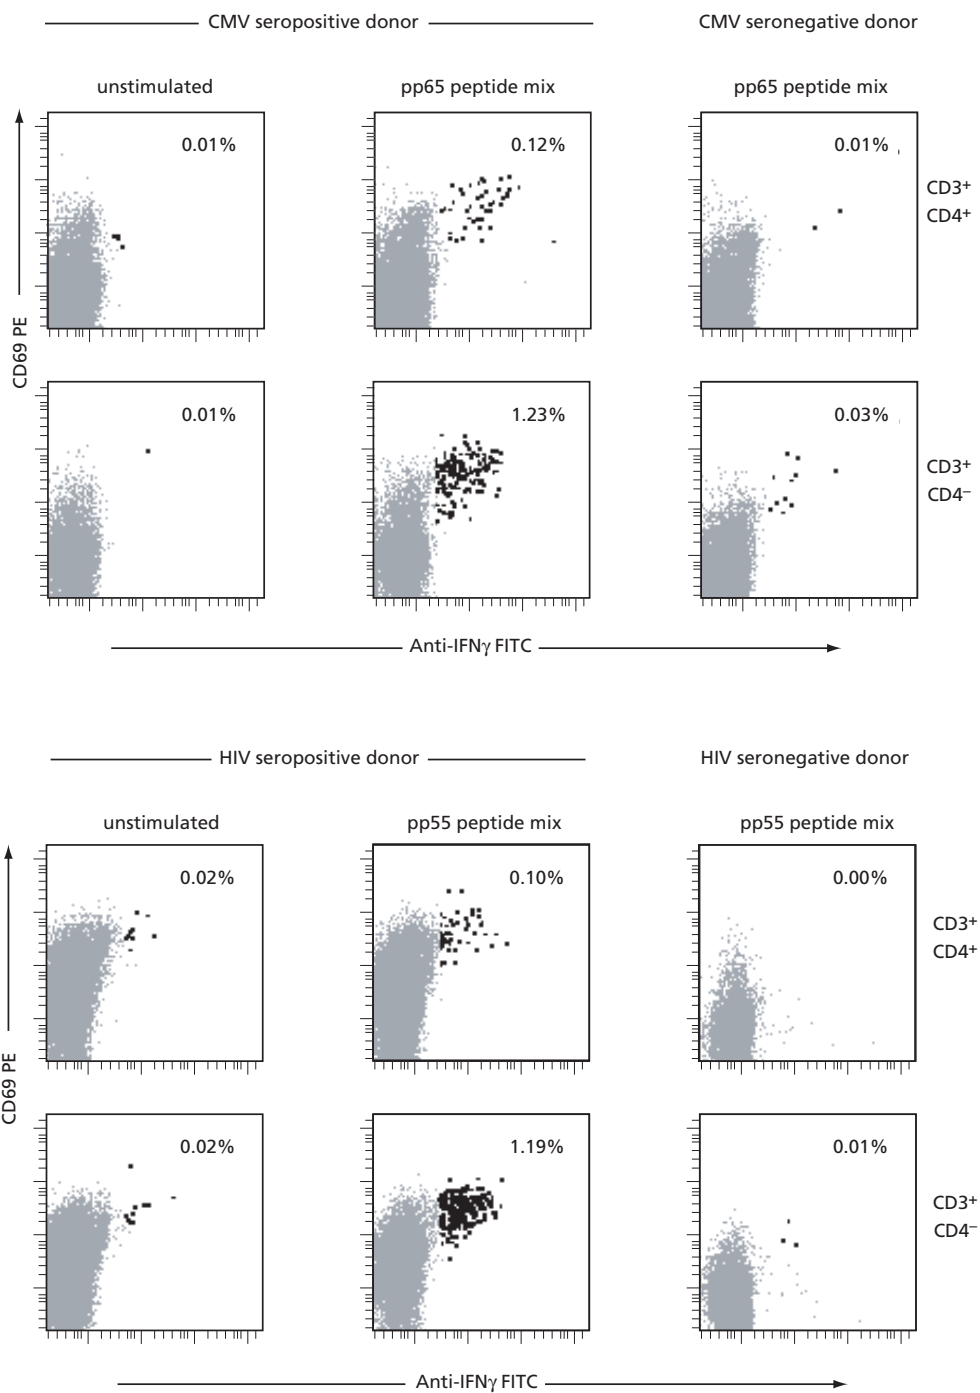 CMV seropositive donor CMV seronegative donor
unstimulated pp65 peptide mix pp65 peptide mix
0.01% 0.12% 0.01%
CD3+
CD4+
CD69 PE
0.01% 1.23% 0.03%
CD3+
CD4–
Anti-IFNγ FITC
HIV seropositive donor HIV seronegative donor
unstimulated pp55 peptide mix pp55 peptide mix
0.02% 0.10% 0.00%
CD3+
CD4+
CD69 PE
0.02% 1.19% 0.01%
CD3+
CD4–
Anti-IFNγ FITC